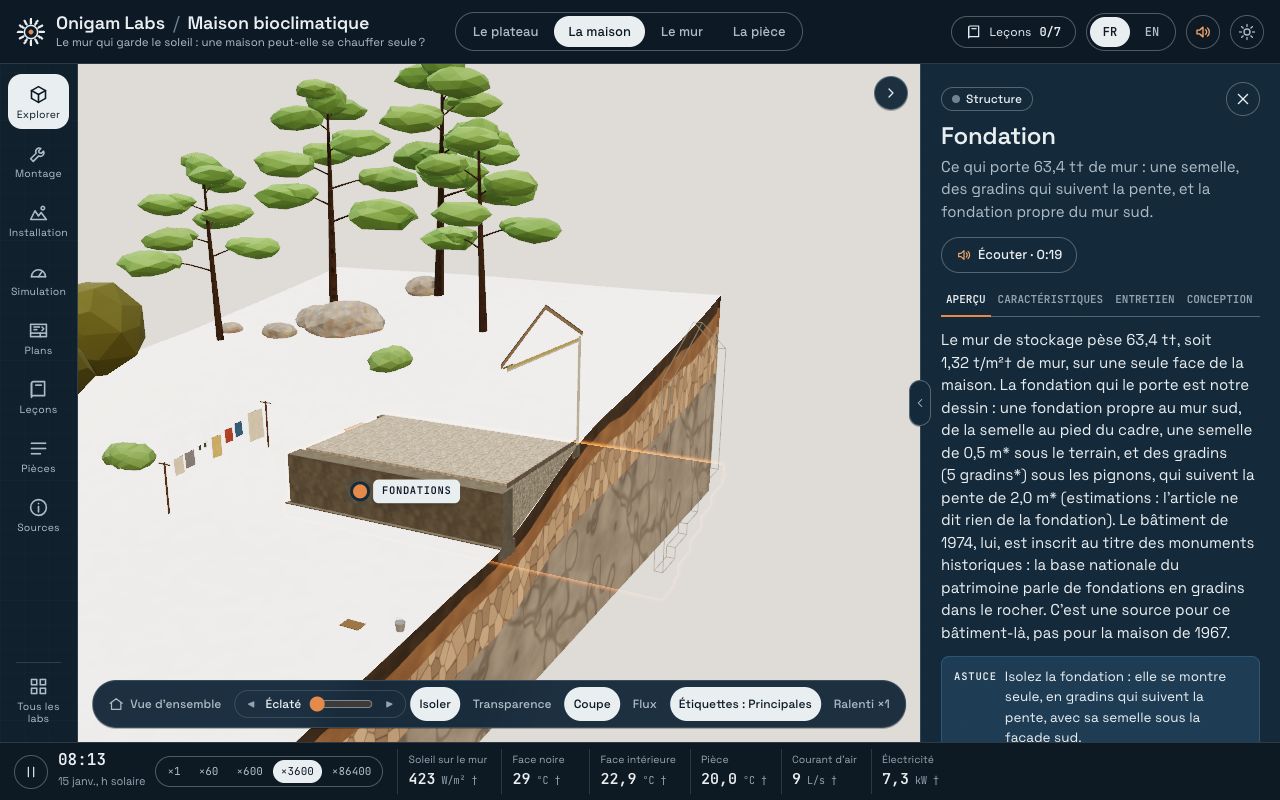 Origam Labs / Maison bioclimatique
Le mur qui garde le soleil : une maison peut-elle se chauffer seule ?
Le plateau
La maison
Le mur
La pièce
Leçons 0/7
FR
EN
Explorer
Montage
Installation
Simulation
Plans
Leçons
Pièces
Sources
Tous les
labs
FONDATIONS
Structure
Fondation
Ce qui porte 63,4 t† de mur : une semelle,
des gradins qui suivent la pente, et la
fondation propre du mur sud.
Écouter · 0:19
APERÇU
CARACTÉRISTIQUES
ENTRETIEN
CONCEPTION
Le mur de stockage pèse 63,4 t†, soit
1,32 t/m²† de mur, sur une seule face de la
maison. La fondation qui le porte est notre
dessin : une fondation propre au mur sud,
de la semelle au pied du cadre, une semelle
de 0,5 m* sous le terrain, et des gradins
(5 gradins*) sous les pignons, qui suivent la
pente de 2,0 m* (estimations : l'article ne
dit rien de la fondation). Le bâtiment de
1974, lui, est inscrit au titre des monuments
historiques : la base nationale du
patrimoine parle de fondations en gradins
dans le rocher. C'est une source pour ce
bâtiment-là, pas pour la maison de 1967.
ASTUCE Isolez la fondation : elle se montre
seule, en gradins qui suivent la
pente, avec sa semelle sous la
façade sud.
Vue d'ensemble
Éclaté
Isoler
Transparence
Coupe
Flux
Étiquettes : Principales
Ralenti ×1
08:13
15 janv., h solaire
×1
×60
×600
×3600
×86400
Soleil sur le mur
423 W/m² †
Face noire
29 °C †
Face intérieure
22,9 °C †
Pièce
20,0 °C †
Courant d'air
9 L/s †
Électricité
7,3 kW †